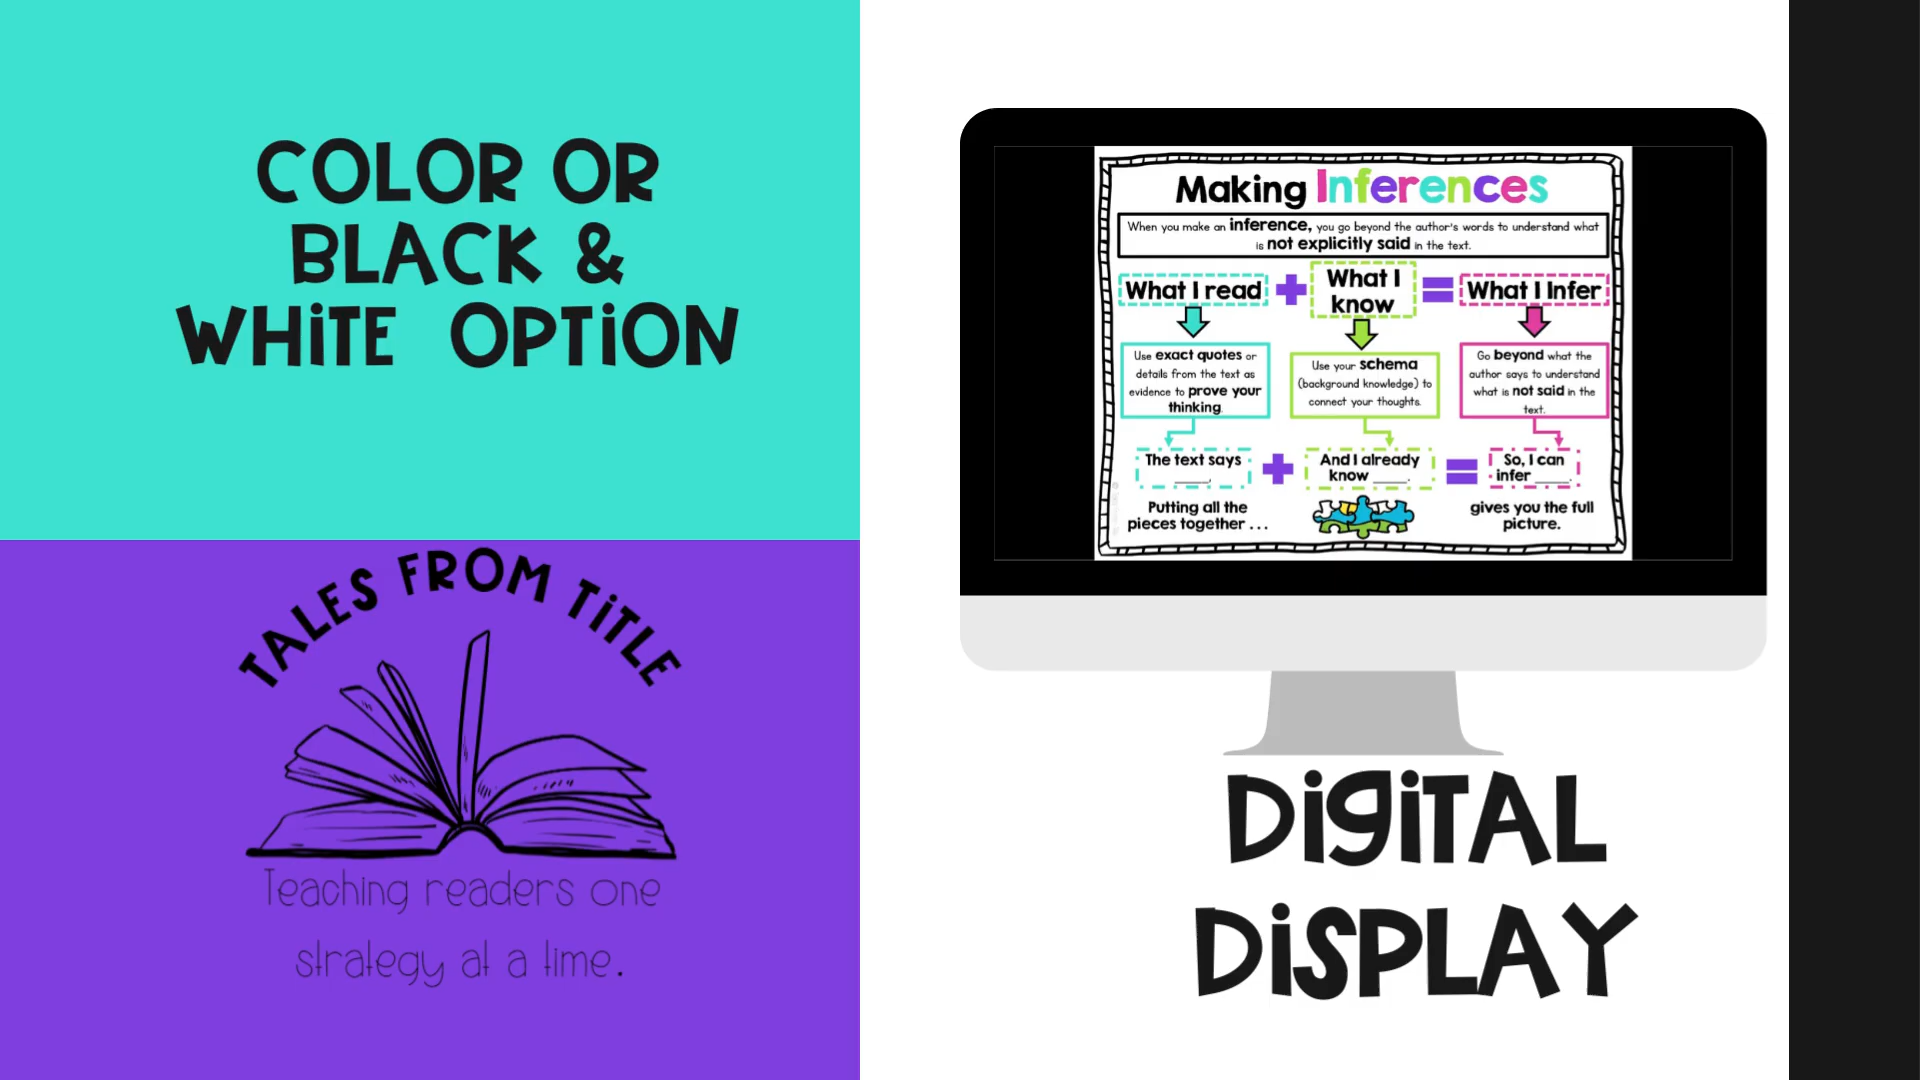 COLOR OR
BLACK &
WHiTE OPTiON
TALES FROM TiTLE
Teaching readers one
strategy at a time.
Making Inferences
When you make an inference, you go beyond the author's words to understand what
is not explicitly said in the text.
What I read + What I
know = What I Infer
Use exact quotes or
details from the text as
evidence to prove your
thinking.
Use your schema
(background knowledge) to
connect your thoughts.
Go beyond what the
author says to understand
what is not said in the
text.
The text says
_____.
+
And I already
know _____.
=
So, I can
infer _____.
Putting all the
pieces together . . .
gives you the full
picture.
DiGiTAL
DiSPLAY